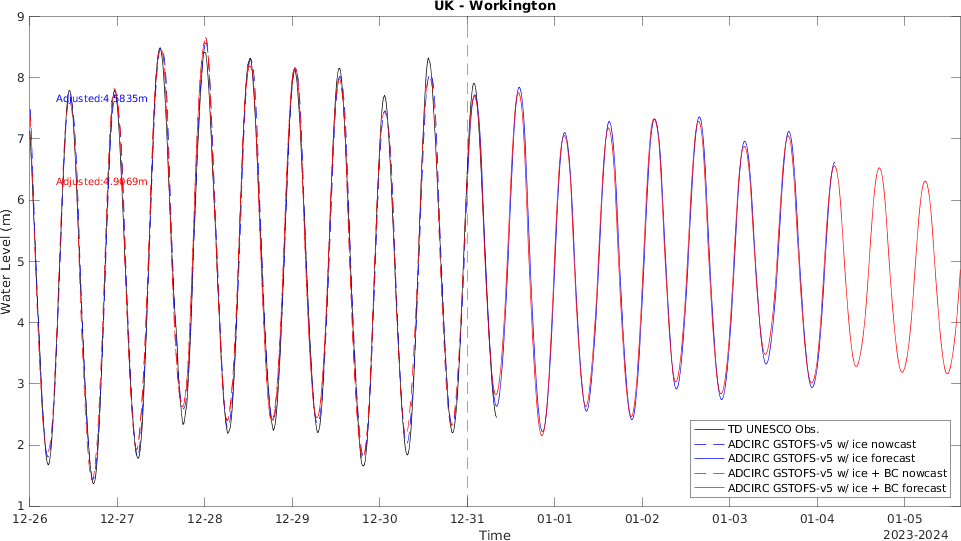 UK - Workington
9
8
7
6
5
4
3
2
1
Water Level (m)
Adjusted:4.5835m
Adjusted:4.9069m
TD UNESCO Obs.
ADCIRC GSTOFS-v5 w/ ice nowcast
ADCIRC GSTOFS-v5 w/ ice forecast
ADCIRC GSTOFS-v5 w/ ice + BC nowcast
ADCIRC GSTOFS-v5 w/ ice + BC forecast
12-26 12-27 12-28 12-29 12-30 12-31 01-01 01-02 01-03 01-04 01-05
Time
2023-2024